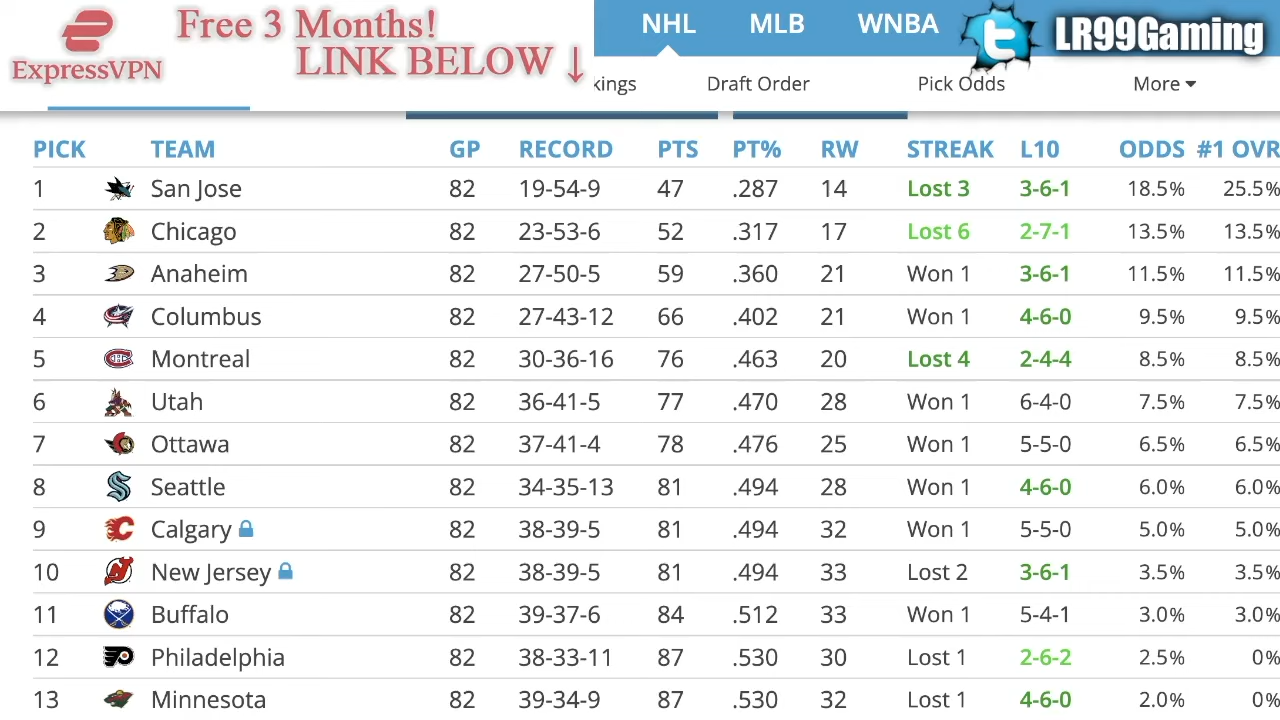 ExpressVPN
Free 3 Months!
LINK BELOW ↓
NHL MLB WNBA
LR99Gaming
kings Draft Order Pick Odds More
PICK TEAM GP RECORD PTS PT% RW STREAK L10 ODDS #1 OVR
1 San Jose 82 19-54-9 47 .287 14 Lost 3 3-6-1 18.5% 25.5%
2 Chicago 82 23-53-6 52 .317 17 Lost 6 2-7-1 13.5% 13.5%
3 Anaheim 82 27-50-5 59 .360 21 Won 1 3-6-1 11.5% 11.5%
4 Columbus 82 27-43-12 66 .402 21 Won 1 4-6-0 9.5% 9.5%
5 Montreal 82 30-36-16 76 .463 20 Lost 4 2-4-4 8.5% 8.5%
6 Utah 82 36-41-5 77 .470 28 Won 1 6-4-0 7.5% 7.5%
7 Ottawa 82 37-41-4 78 .476 25 Won 1 5-5-0 6.5% 6.5%
8 Seattle 82 34-35-13 81 .494 28 Won 1 4-6-0 6.0% 6.0%
9 Calgary 82 38-39-5 81 .494 32 Won 1 5-5-0 5.0% 5.0%
10 New Jersey 82 38-39-5 81 .494 33 Lost 2 3-6-1 3.5% 3.5%
11 Buffalo 82 39-37-6 84 .512 33 Won 1 5-4-1 3.0% 3.0%
12 Philadelphia 82 38-33-11 87 .530 30 Lost 1 2-6-2 2.5% 0%
13 Minnesota 82 39-34-9 87 .530 32 Lost 1 4-6-0 2.0% 0%